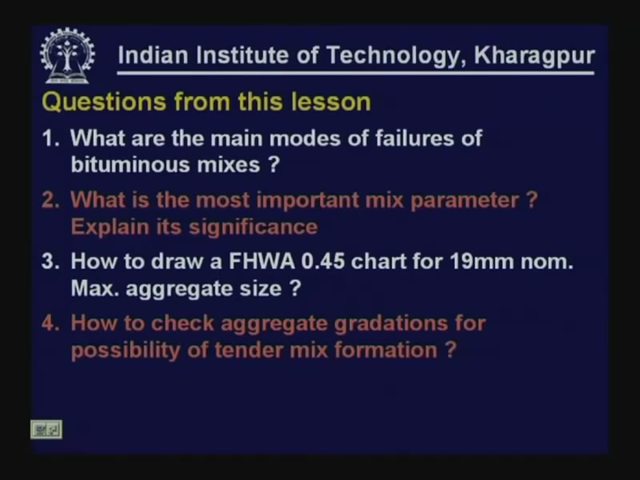 Indian Institute of Technology, Kharagpur
Questions from this lesson
1. What are the main modes of failures of
bituminous mixes ?
2. What is the most important mix parameter ?
Explain its significance
3. How to draw a FHWA 0.45 chart for 19mm nom.
Max. aggregate size ?
4. How to check aggregate gradations for
possibility of tender mix formation ?